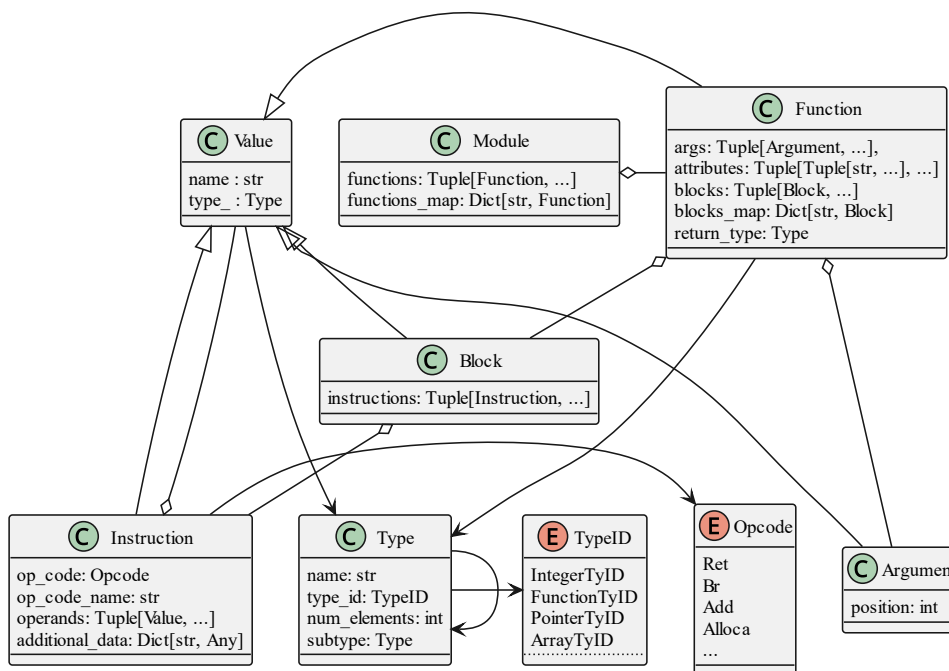 C Function
args: Tuple[Argument, ...],
attributes: Tuple[Tuple[str, ...], ...]
blocks: Tuple[Block, ...]
blocks_map: Dict[str, Block]
return_type: Type
C Value
name : str
type_ : Type
C Module
functions: Tuple[Function, ...]
functions_map: Dict[str, Function]
C Block
instructions: Tuple[Instruction, ...]
C Instruction
op_code: Opcode
op_code_name: str
operands: Tuple[Value, ...]
additional_data: Dict[str, Any]
C Type
name: str
type_id: TypeID
num_elements: int
subtype: Type
E TypeID
IntegerTyID
FunctionTyID
PointerTyID
ArrayTyID
E Opcode
Ret
Br
Add
Alloca
...
C Argumen
position: int